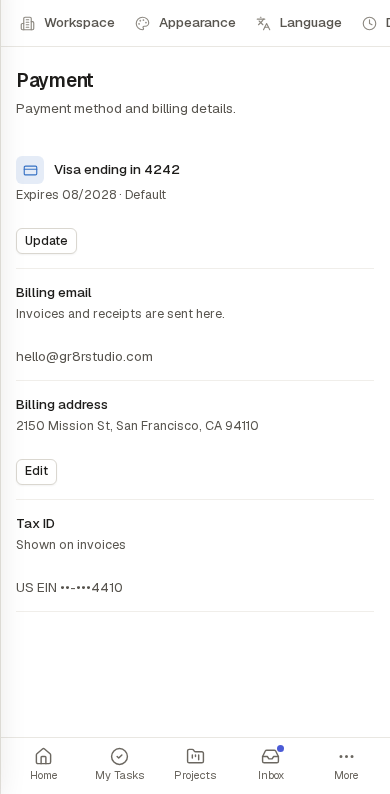 Workspace Appearance Language
Payment
Payment method and billing details.
Visa ending in 4242
Expires 08/2028 · Default
Update
Billing email
Invoices and receipts are sent here.
hello@gr8rstudio.com
Billing address
2150 Mission St, San Francisco, CA 94110
Edit
Tax ID
Shown on invoices
US EIN ••-•••4410
Home My Tasks Projects Inbox More